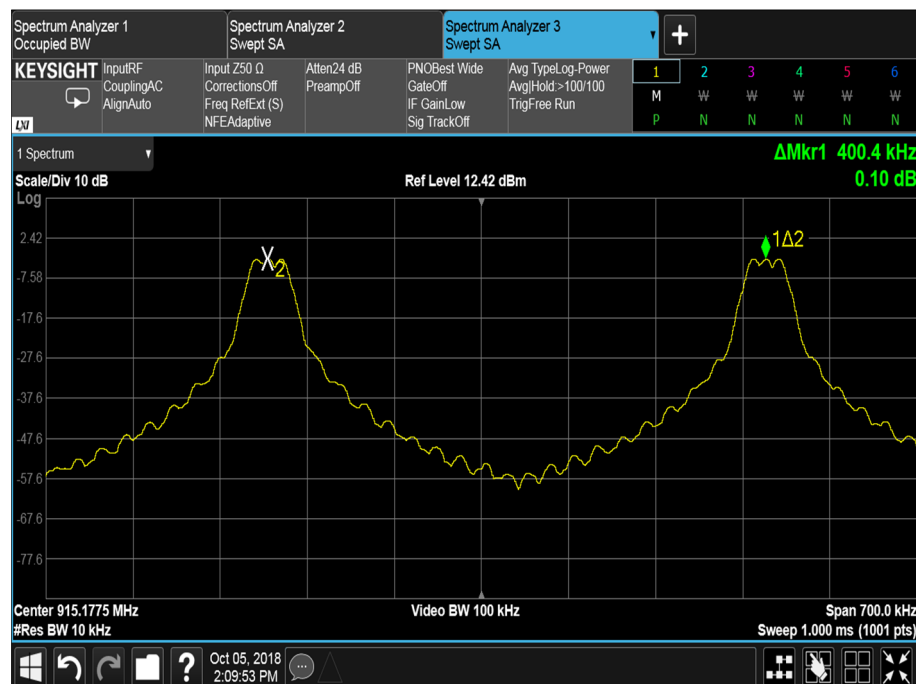 Spectrum Analyzer 1
Occupied BW
Spectrum Analyzer 2
Swept SA
Spectrum Analyzer 3
Swept SA
KEYSIGHT
LXI
InputRF
CouplingAC
AlignAuto
Input Z50 Ω
CorrectionsOff
Freq RefExt (S)
NFEAdaptive
Atten24 dB
PreampOff
PNOBest Wide
GateOff
IF GainLow
Sig TrackOff
Avg TypeLog-Power
Avg|Hold:>100/100
TrigFree Run
1 2 3 4 5 6
M W W W W W
P N N N N N
1 Spectrum
ΔMkr1 400.4 kHz
Scale/Div 10 dB
Ref Level 12.42 dBm
0.10 dB
Log
2.42
-7.58
-17.6
-27.6
-37.6
-47.6
-57.6
-67.6
-77.6
X2
1Δ2
Center 915.1775 MHz
Video BW 100 kHz
Span 700.0 kHz
#Res BW 10 kHz
Sweep 1.000 ms (1001 pts)
?
Oct 05, 2018
2:09:53 PM